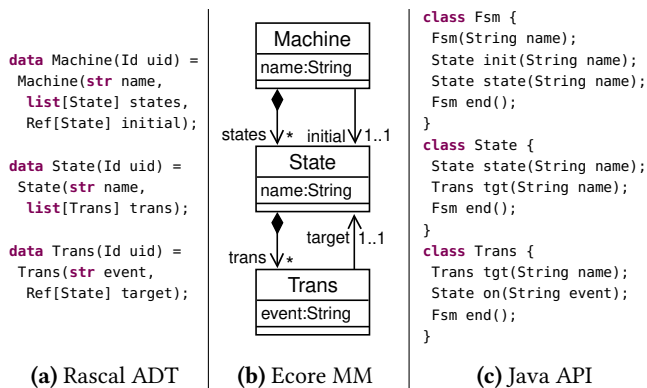 data Machine(Id uid) =
Machine(str name,
list[State] states,
Ref[State] initial);
data State(Id uid) =
State(str name,
list[Trans] trans);
data Trans(Id uid) =
Trans(str event,
Ref[State] target);
(a) Rascal ADT
Machine
name:String
states * initial 1..1
State
name:String
target 1..1
trans *
Trans
event:String
(b) Ecore MM
class Fsm {
Fsm(String name);
State init(String name);
State state(String name);
Fsm end();
}
class State {
State state(String name);
Trans tgt(String name);
Fsm end();
}
class Trans {
Trans tgt(String name);
State on(String event);
Fsm end();
}
(c) Java API